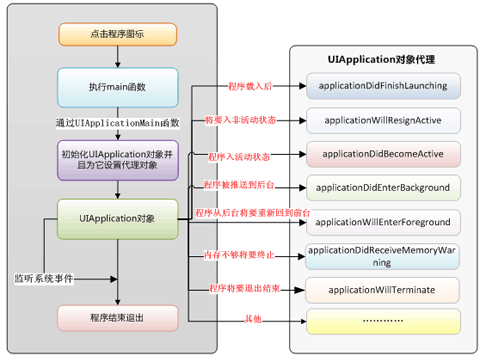 点击程序图标
执行main函数
通过UIApplicationMain函数
初始化UIApplication对象并
且为它设置代理对象
UIApplication对象
监听系统事件
程序结束退出
UIApplication对象代理
程序载入后
applicationDidFinishLaunching
将要入非活动状态
applicationWillResignActive
程序入活动状态
applicationDidBecomeActive
程序被推送到后台
applicationDidEnterBackground
程序从后台将要重新回到前台
applicationWillEnterForeground
内存不够将要终止
applicationDidReceiveMemoryWar
ning
程序将要退出结束
applicationWillTerminate
其他
…………